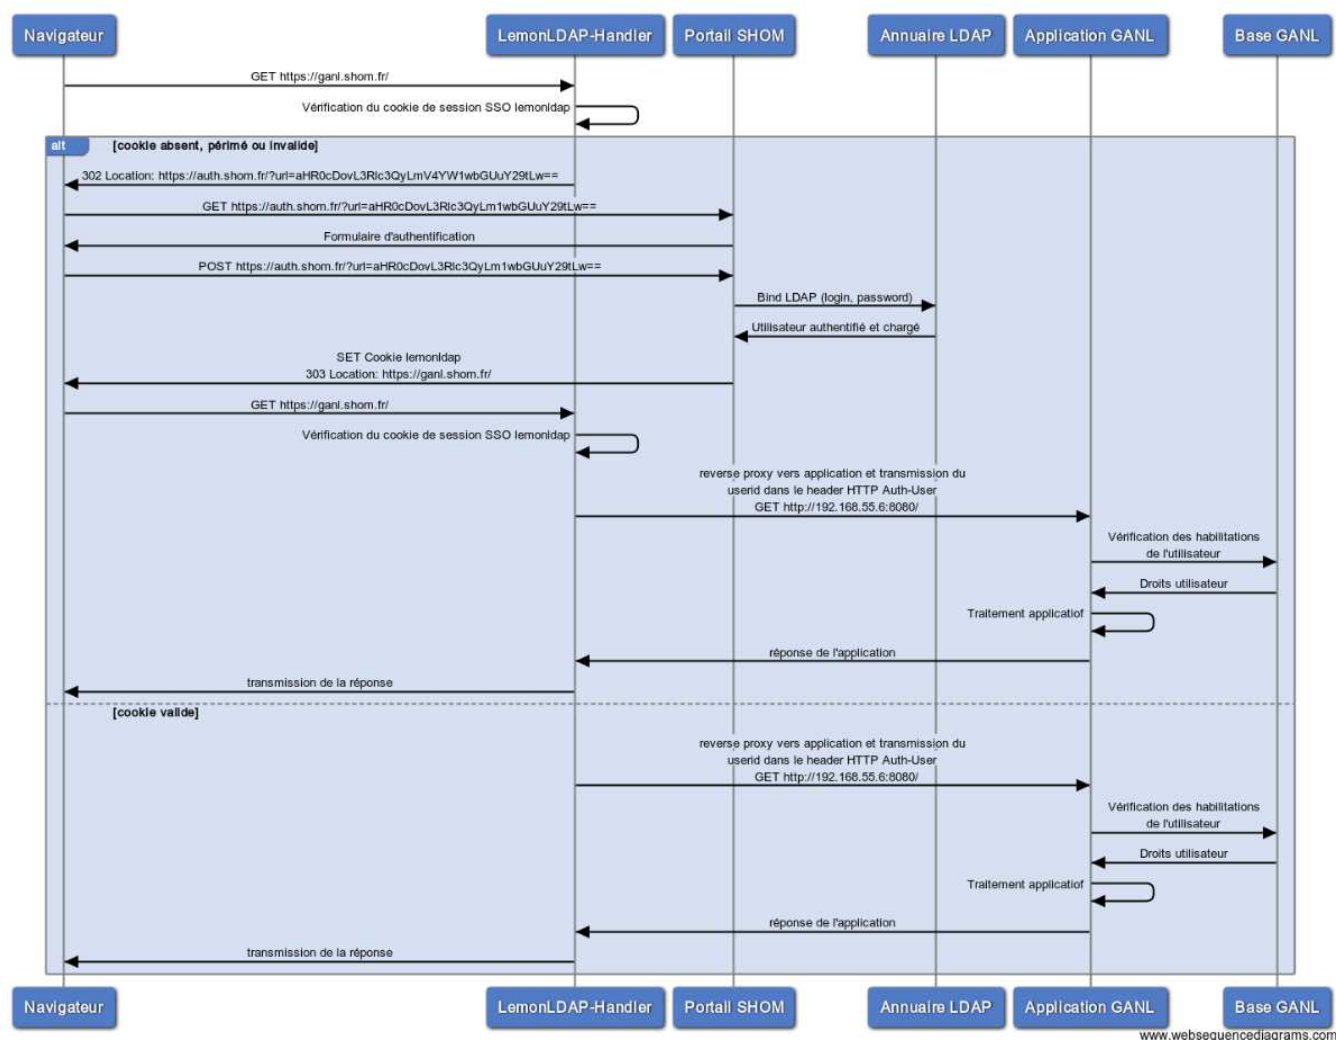 Navigateur
LemonLDAP-Handler
Portail SHOM
Annuaire LDAP
Application GANL
Base GANL
GET https://ganl.shom.fr/
Vérification du cookie de session SSO lemonldap
alt
[cookie absent, périmé ou invalide]
302 Location: https://auth.shom.fr/?url=aHR0cDovL3Rlc3QyLmV4YW1wbGUuY29tLw==
GET https://auth.shom.fr/?url=aHR0cDovL3Rlc3QyLm1wbGUuY29tLw==
Formulaire d'authentification
POST https://auth.shom.fr/?url=aHR0cDovL3Rlc3QyLm1wbGUuY29tLw==
Bind LDAP (login, password)
Utilisateur authentifié et chargé
SET Cookie lemonldap
303 Location: https://ganl.shom.fr/
GET https://ganl.shom.fr/
Vérification du cookie de session SSO lemonldap
reverse proxy vers application et transmission du
userid dans le header HTTP Auth-User
GET http://192.168.55.6:8080/
Vérification des habilitations
de l'utilisateur
Droits utilisateur
Traitement applicatiof
réponse de l'application
transmission de la réponse
[cookie valide]
reverse proxy vers application et transmission du
userid dans le header HTTP Auth-User
GET http://192.168.55.6:8080/
Vérification des habilitations
de l'utilisateur
Droits utilisateur
Traitement applicatiof
réponse de l'application
transmission de la réponse
Navigateur
LemonLDAP-Handler
Portail SHOM
Annuaire LDAP
Application GANL
Base GANL
www.websequencediagrams.com